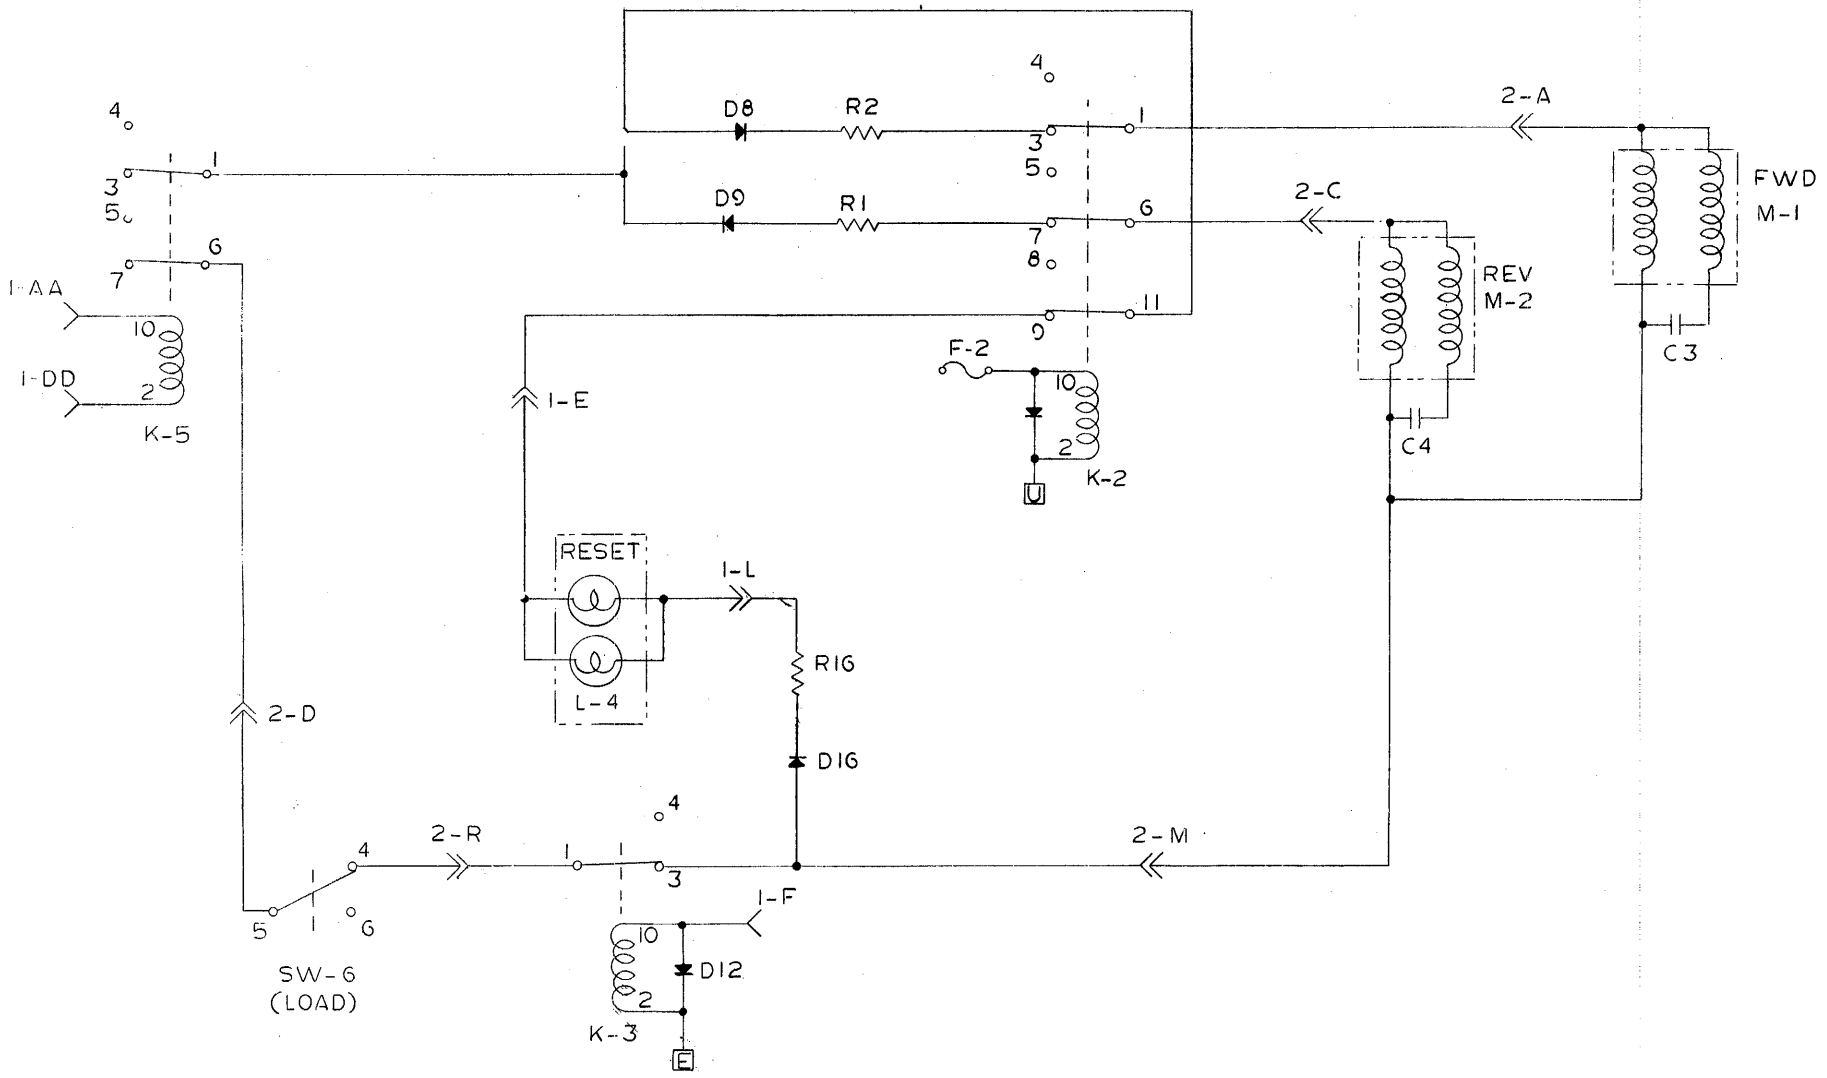 4
2-A
D8
R2
1
4
3
FWD
M-1
1
3
5
5
2-C
D9
R1
6
7
6
8
7
REV
M-2
1-AA
10
11
9
C3
F-2
10
1-DD
2
1-E
K-5
2
C4
K-2
U
RESET
1-L
R16
L-4
2-D
D16
4
2-R
2-M
4
1
3
1-F
5
6
10
SW-6
(LOAD)
D12
2
K-3
E